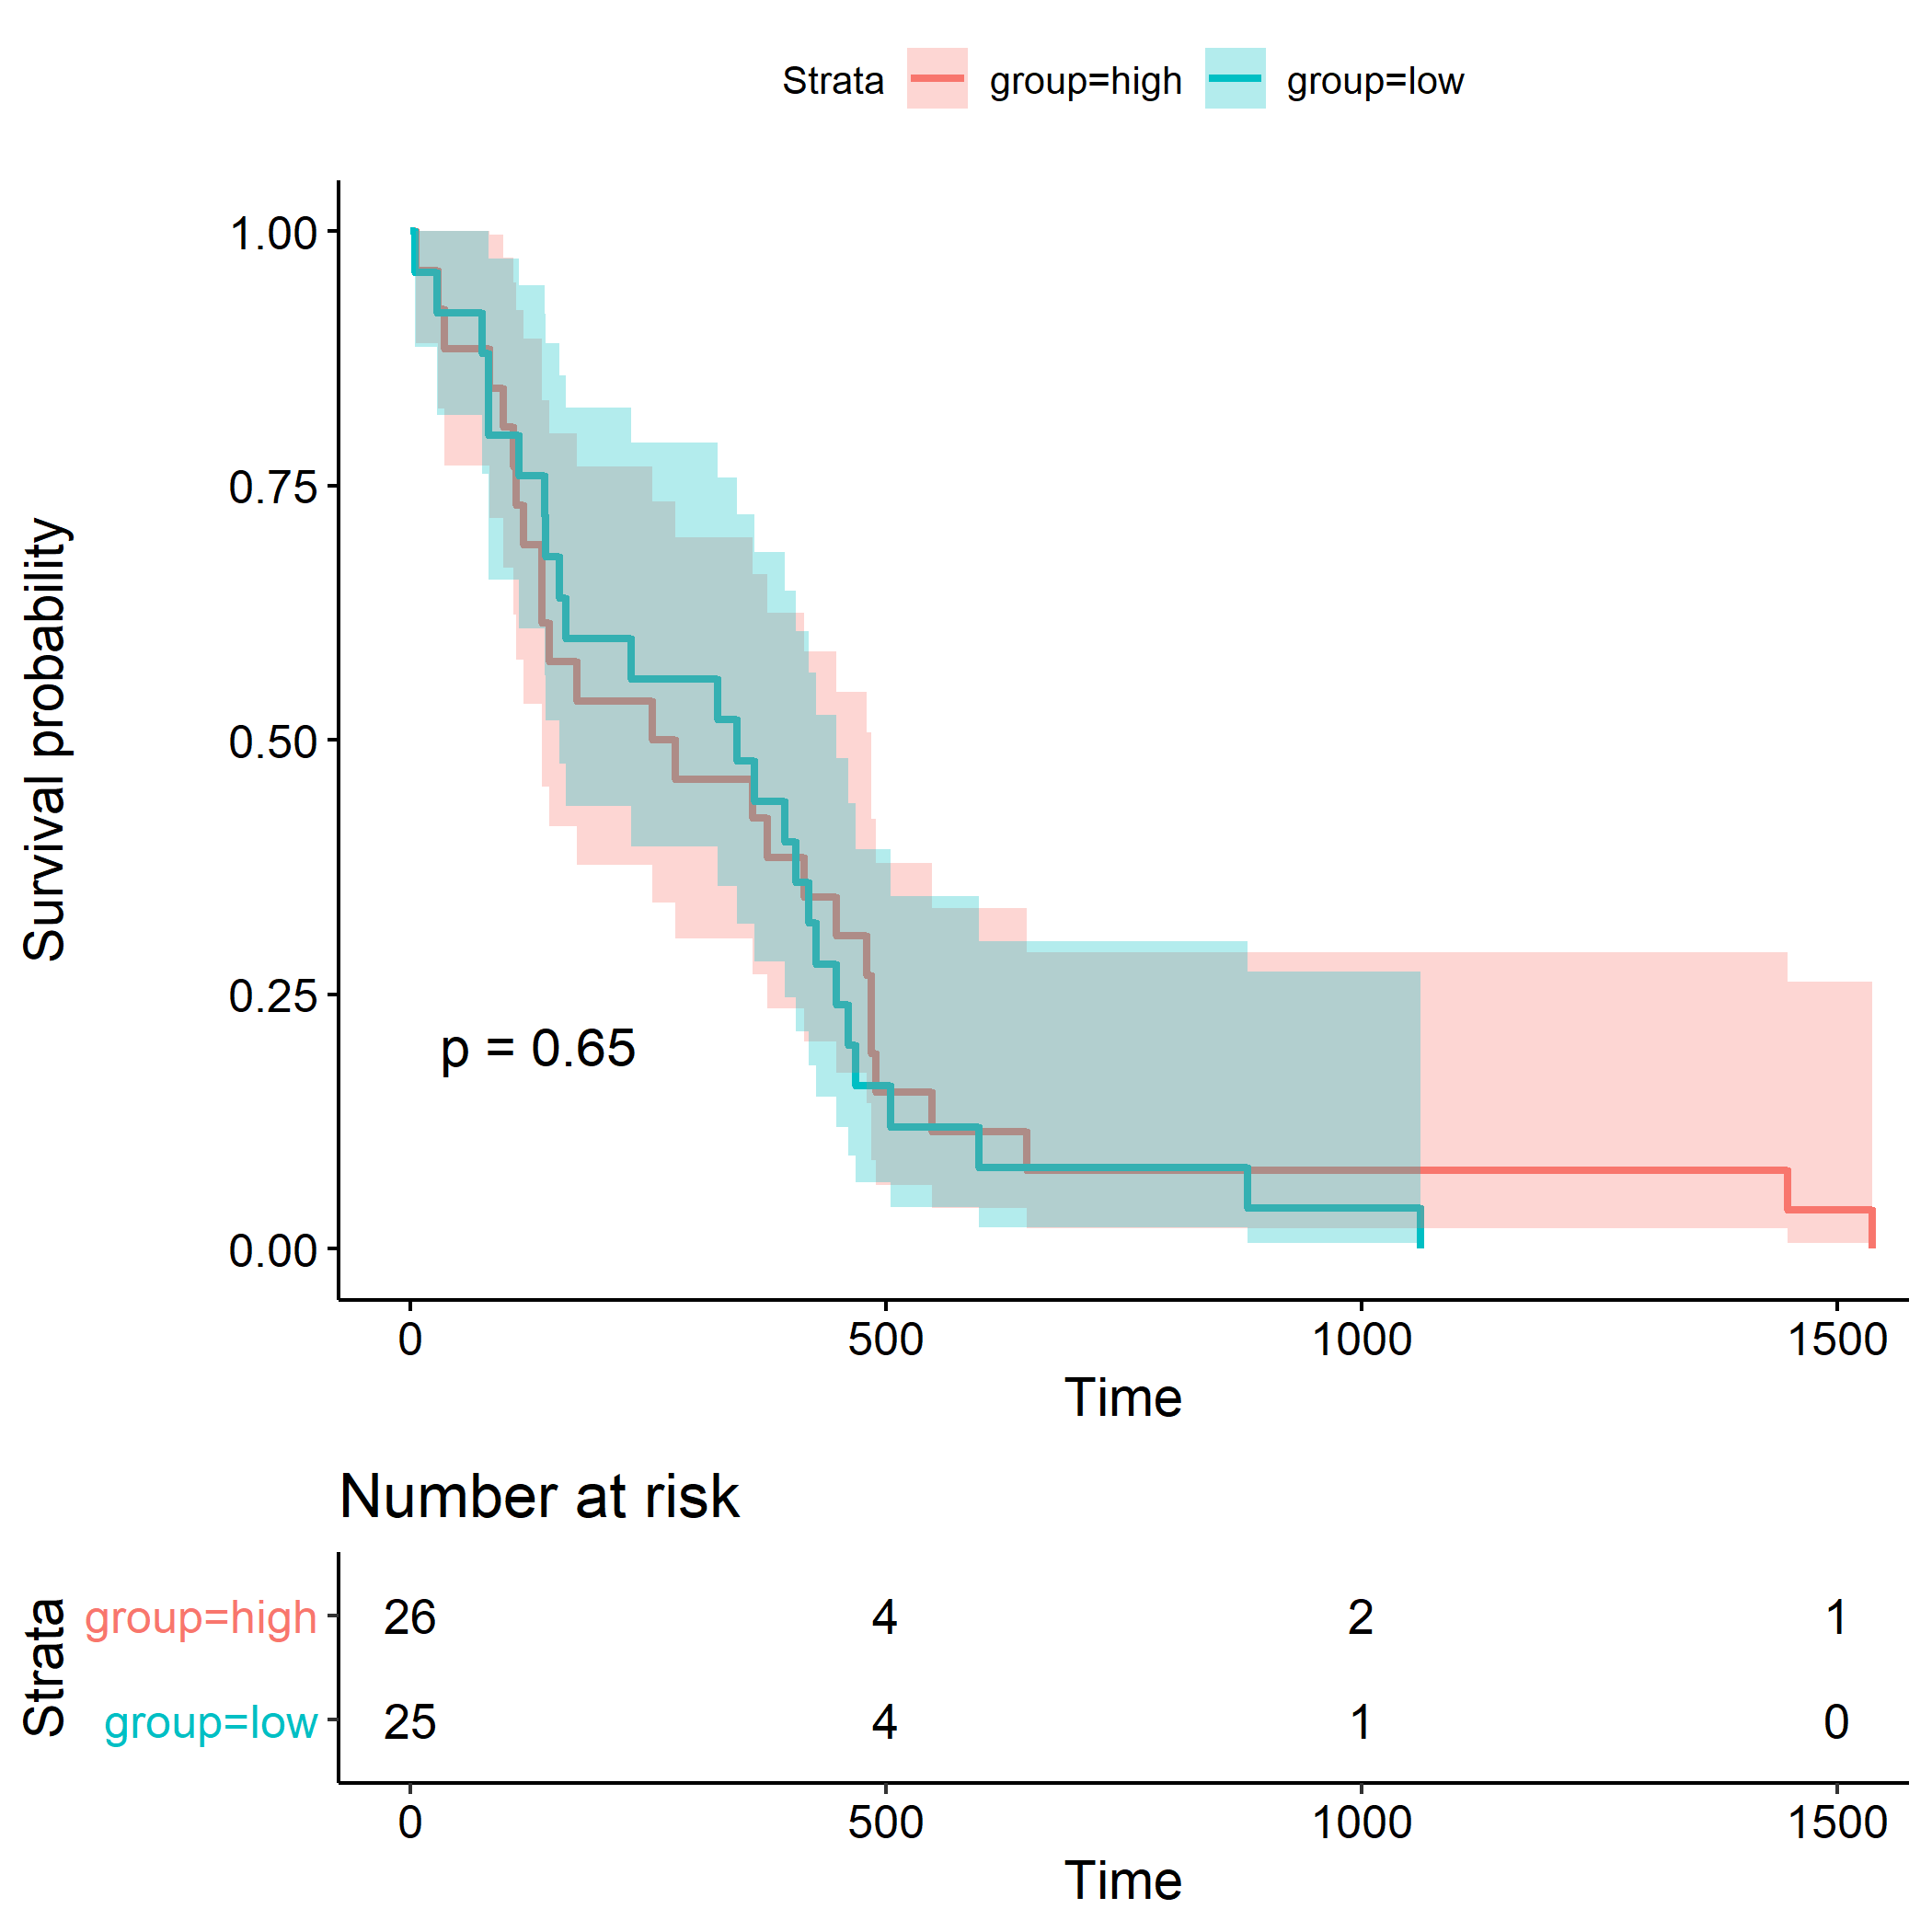 Strata group=high group=low
Survival probability
1.00
0.75
0.50
0.25
0.00
p = 0.65
0 500 1000 1500
Time
Number at risk
Strata
group=high 26 4 2 1
group=low 25 4 1 0
0 500 1000 1500
Time